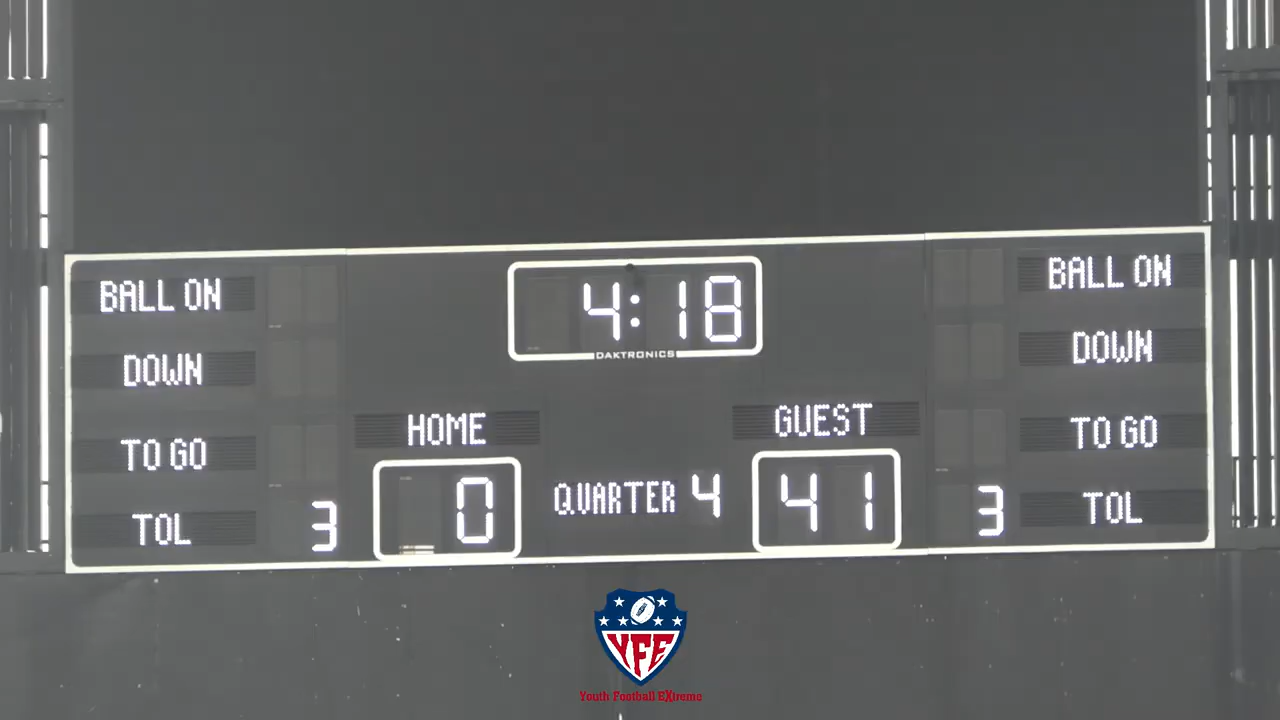 BALL ON
DOWN
TO GO
TOL 3
4:18
DAKTRONICS
HOME
0
QUARTER 4
GUEST
41
BALL ON
DOWN
TO GO
3 TOL
YFE
Youth Football EXtreme